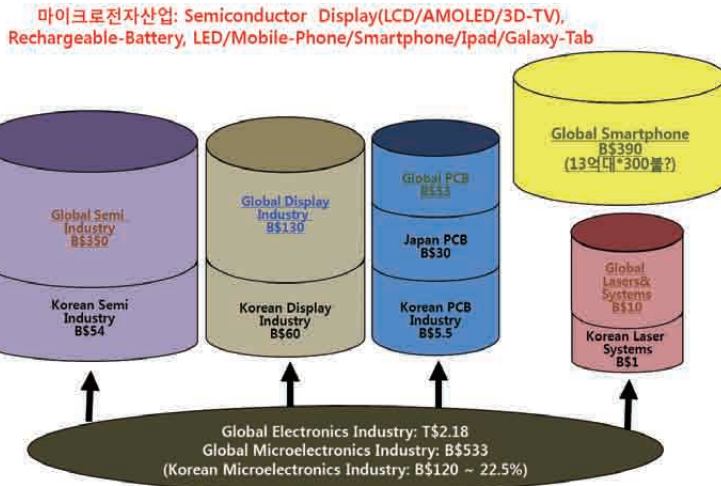 마이크로전자산업: Semiconductor Display(LCD/AMOLED/3D-TV),
Rechargeable-Battery, LED/Mobile-Phone/Smartphone/Ipad/Galaxy-Tab
Global Semi
Industry
B$350
Korean Semi
Industry
B$54
Global Display
Industry
B$130
Korean Display
Industry
B$60
Global PCB
B$53
Japan PCB
B$30
Korean PCB
Industry
B$5.5
Global Smartphone
B$390
(13억대*300불?)
Global
Lasers&
Systems
B$10
Korean Laser
Systems
B$1
Global Electronics Industry: T$2.18
Global Microelectronics Industry: B$533
(Korean Microelectronics Industry: B$120 ~ 22.5%)